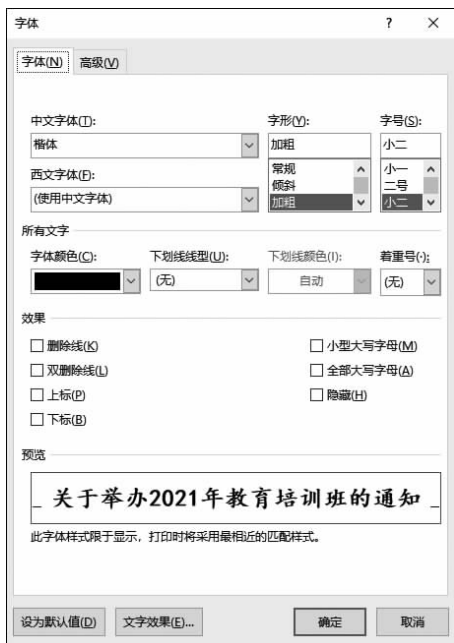 字体
? ×
字体(N) 高级(V)
中文字体(T): 字形(Y): 字号(S):
楷体 加粗 小二
常规 小一
西文字体(F): 倾斜 二号
(使用中文字体) 加粗 小二
所有文字
字体颜色(C): 下划线线型(U): 下划线颜色(I): 着重号(·):
(无) 自动 (无)
效果
删除线(K) 小型大写字母(M)
双删除线(L) 全部大写字母(A)
上标(P) 隐藏(H)
下标(B)
预览
关于举办2021年教育培训班的通知
此字体样式限于显示，打印时将采用最相近的匹配样式。
设为默认值(D) 文字效果(E)... 确定 取消